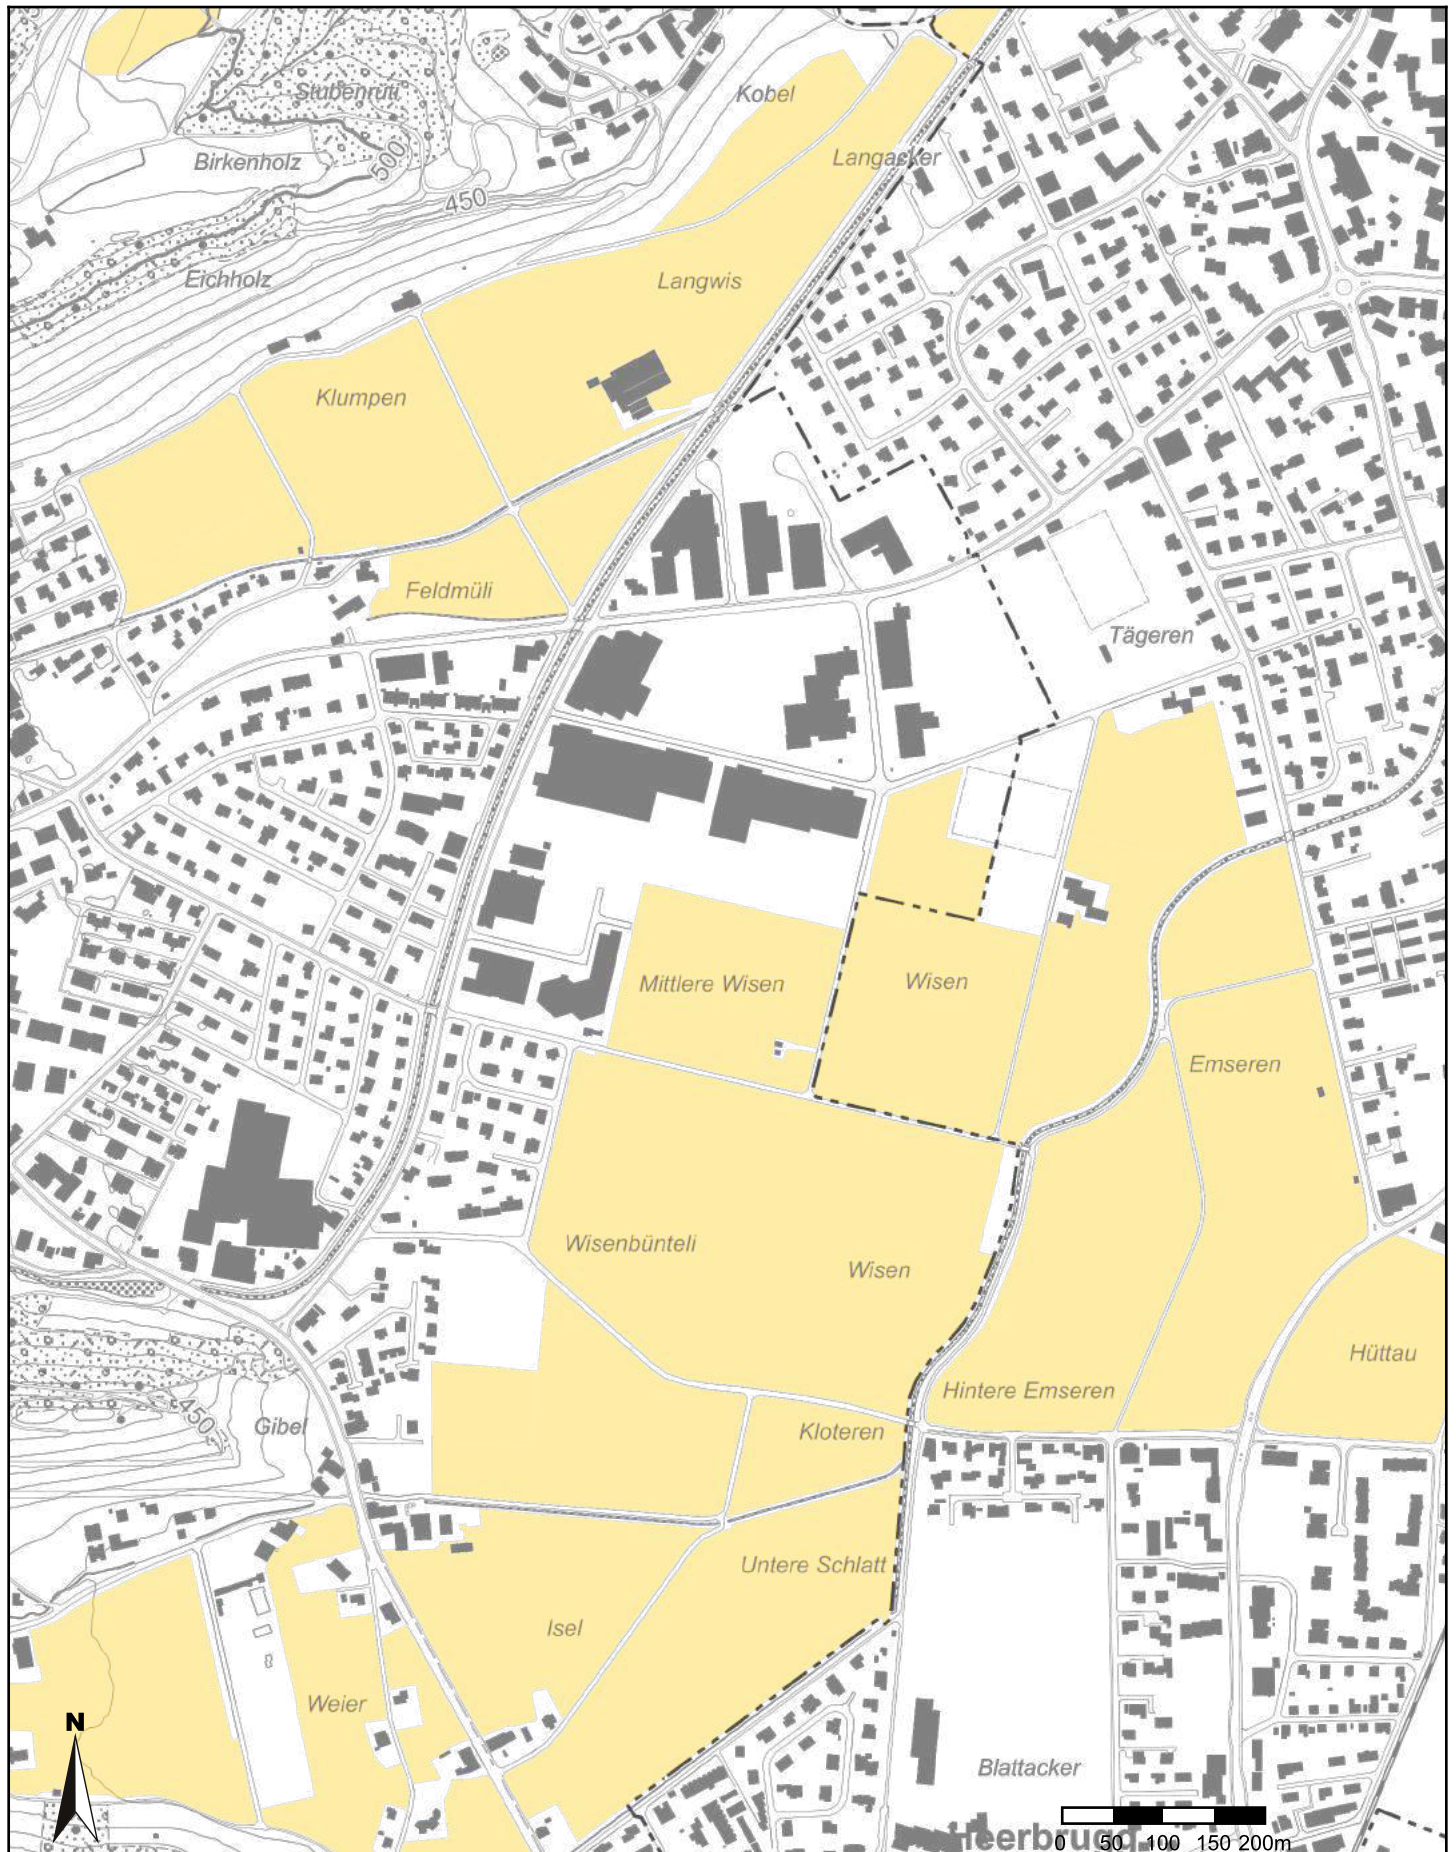 Stubenrüti
Kobel
Birkenholz
500
Langacker
450
Eichholz
Langwis
Klumpen
Feldmüli
Tägeren
Mittlere Wisen
Wisen
Emseren
Wisenbünteli
Wisen
Hüttau
Hintere Emseren
450
Gibel
Kloteren
Untere Schlatt
Isel
Weier
N
Blattacker
Heerbrugg
0 50 100 150 200m